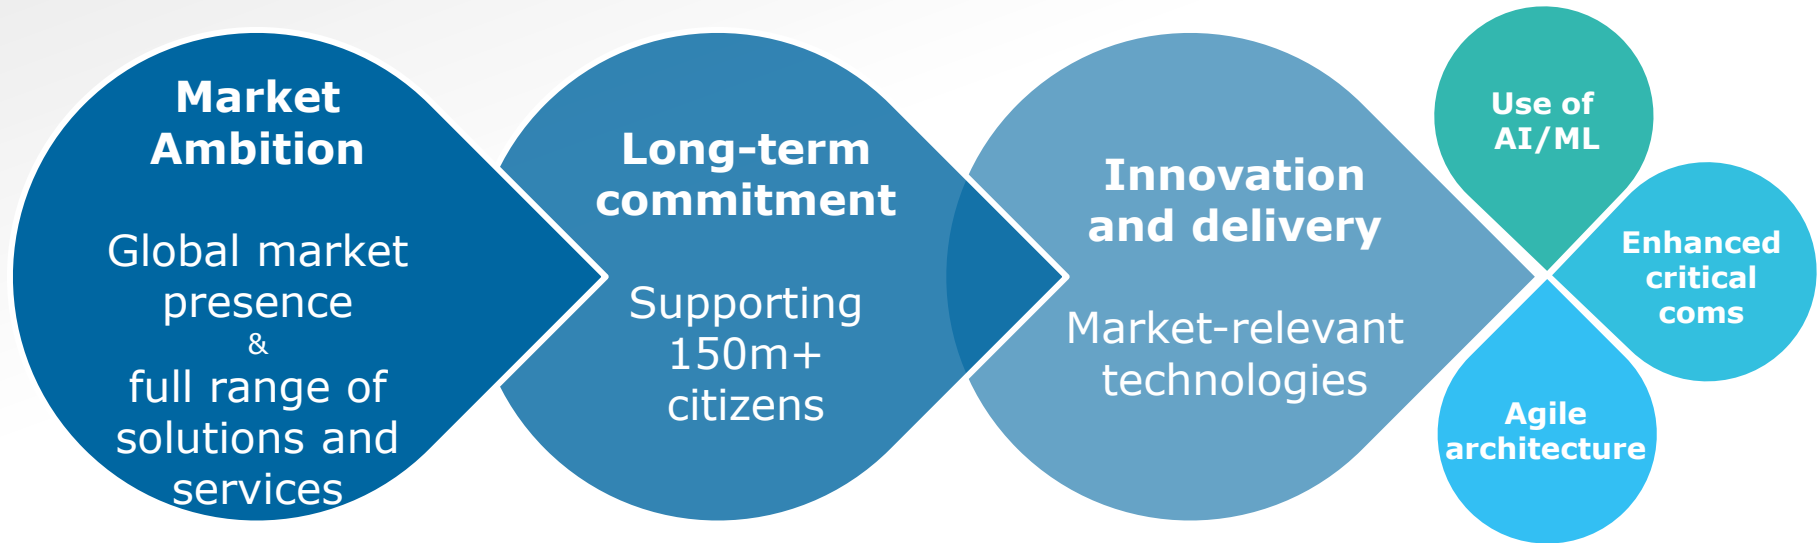 Market
Ambition
Global market
presence
&
full range of
solutions and
services
Long-term
commitment
Supporting
150m+
citizens
Innovation
and delivery
Market-relevant
technologies
Use of
AI/ML
Enhanced
critical
coms
Agile
architecture